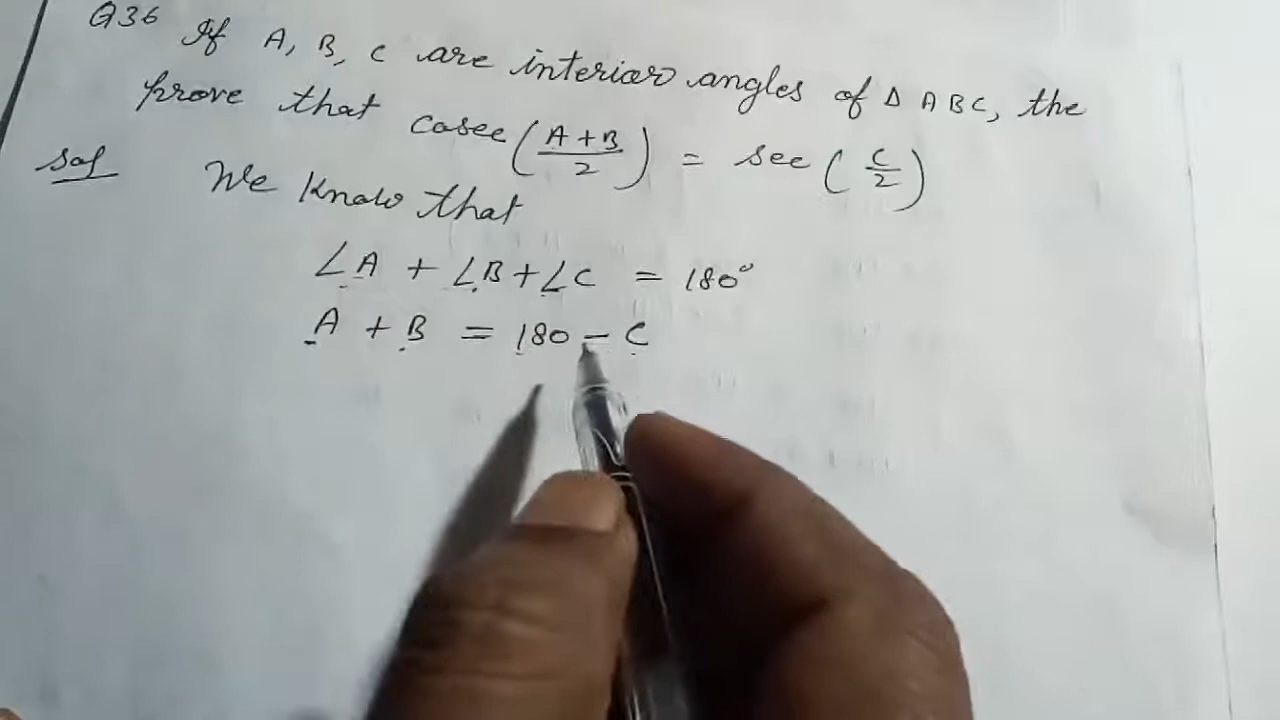 Q36 If A, B, C are interior angles of Δ ABC, the
prove that cosec (A+B/2) = sec (C/2)
Sol We know that
∠A + ∠B + ∠C = 180°
A + B = 180 - C